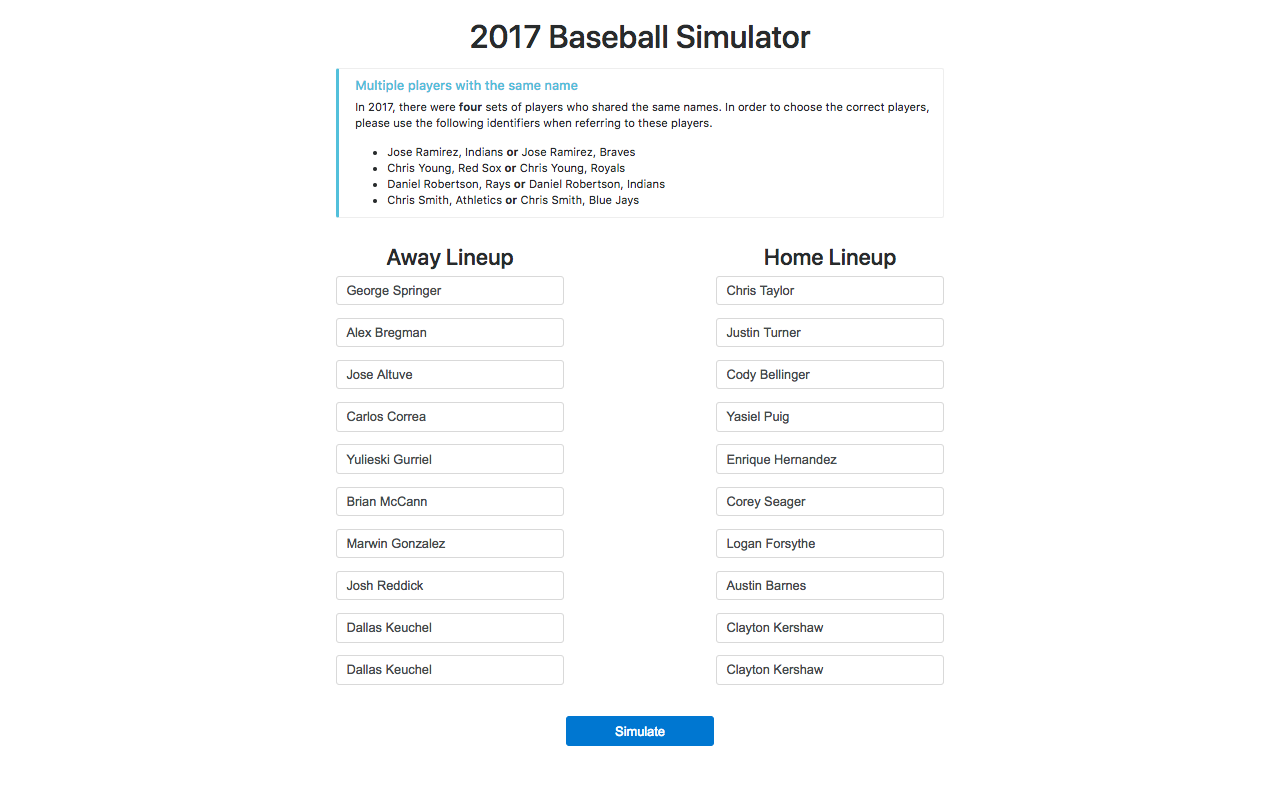 2017 Baseball Simulator
Multiple players with the same name
In 2017, there were four sets of players who shared the same names. In order to choose the correct players,
please use the following identifiers when referring to these players.
• Jose Ramirez, Indians or Jose Ramirez, Braves
• Chris Young, Red Sox or Chris Young, Royals
• Daniel Robertson, Rays or Daniel Robertson, Indians
• Chris Smith, Athletics or Chris Smith, Blue Jays
Away Lineup
George Springer
Alex Bregman
Jose Altuve
Carlos Correa
Yulieski Gurriel
Brian McCann
Marwin Gonzalez
Josh Reddick
Dallas Keuchel
Dallas Keuchel
Home Lineup
Chris Taylor
Justin Turner
Cody Bellinger
Yasiel Puig
Enrique Hernandez
Corey Seager
Logan Forsythe
Austin Barnes
Clayton Kershaw
Clayton Kershaw
Simulate